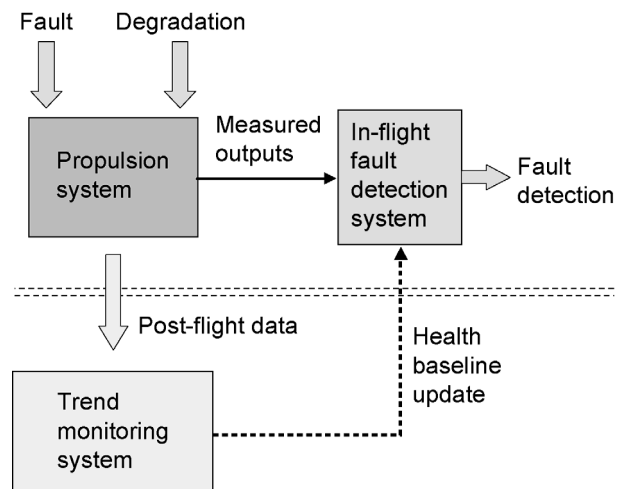 Fault
Degradation
Propulsion
system
Measured
outputs
In-flight
fault
detection
system
Fault
detection
Post-flight data
Health
baseline
update
Trend
monitoring
system